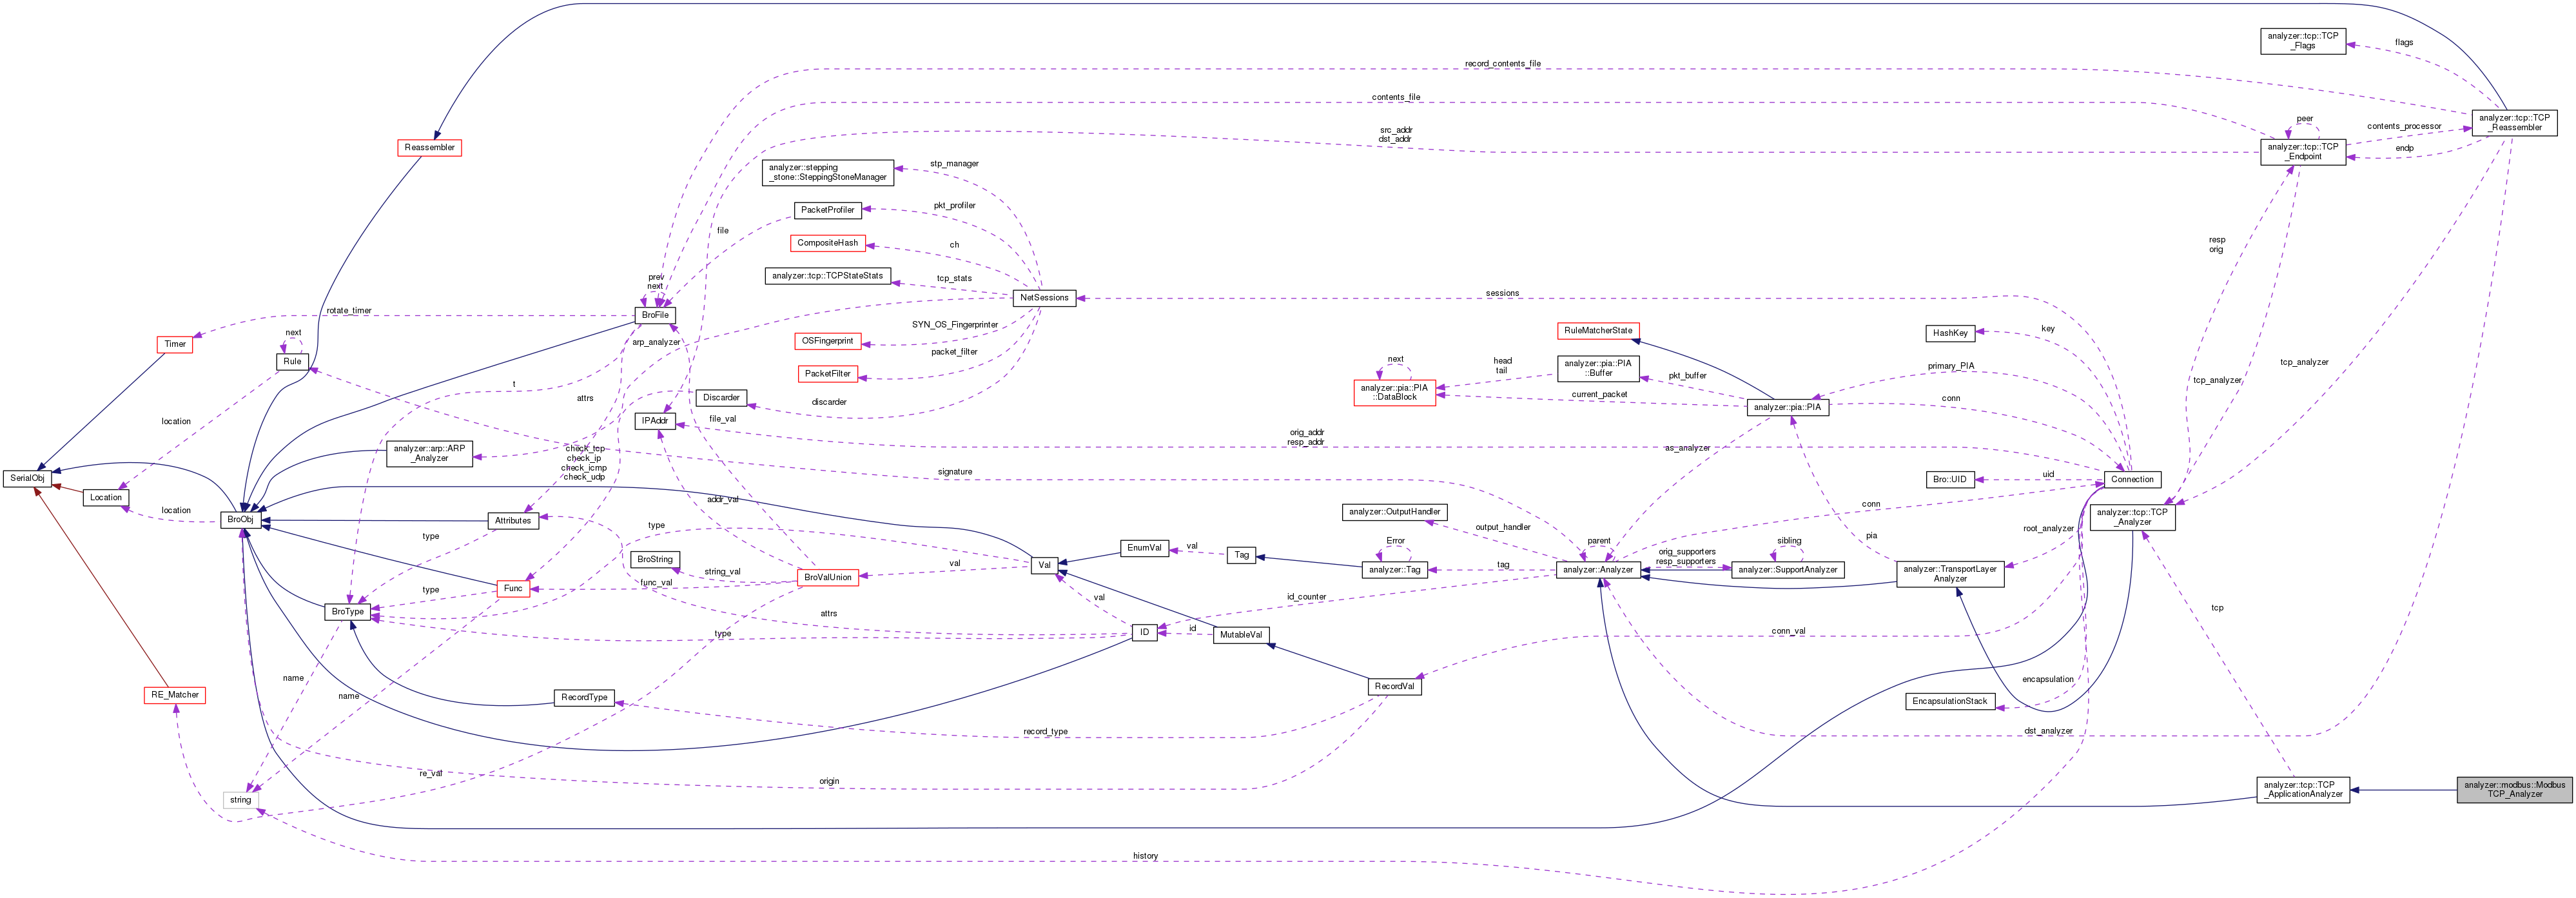 analyzer::tcp::TCP
_Flags
flags
record_contents_file
contents_file
analyzer::tcp::TCP
_Reassembler
peer
contents_processor
src_addr
dst_addr
Reassembler
analyzer::tcp::TCP
_Endpoint
endp
stp_manager
analyzer::stepping
_stone::SteppingStoneManager
PacketProfiler
pkt_profiler
file
CompositeHash
ch
resp
orig
analyzer::tcp::TCPStateStats
tcp_stats
prev
next
NetSessions
sessions
rotate_timer
BroFile
SYN_OS_Fingerprinter
RuleMatcherState
HashKey
key
next
Timer
arp_analyzer
OSFingerprint
packet_filter
Rule
next
head
tail
analyzer::pia::PIA
_Buffer
primary_PIA
tcp_analyzer
t
PacketFilter
pkt_buffer
tcp_analyzer
attrs
Discarder
discarder
analyzer::pia::PIA
::DataBlock
current_packet
analyzer::pia::PIA
conn
location
IPAddr
file_val
orig_addr
resp_addr
analyzer::arp::ARP
_Analyzer
check_tcp
check_ip
check_icmp
check_udp
as_analyzer
SerialObj
signature
Bro::UID
uid
Connection
Location
location
addr_val
conn
BroObj
Attributes
type
analyzer::OutputHandler
output_handler
root_analyzer
analyzer::tcp::TCP
_Analyzer
type
BroString
EnumVal
val
Tag
Error
parent
sibling
pia
string_val
BroValUnion
val
Val
analyzer::Tag
tag
analyzer::Analyzer
orig_supporters
resp_supporters
analyzer::SupportAnalyzer
analyzer::TransportLayer
Analyzer
Func
func_val
type
val
id_counter
BroType
attrs
tcp
type
ID
id
MutableVal
conn_val
name
name
RE_Matcher
RecordType
RecordVal
encapsulation
EncapsulationStack
record_type
dst_analyzer
re_val
origin
string
analyzer::tcp::TCP
_ApplicationAnalyzer
analyzer::modbus::Modbus
TCP_Analyzer
history